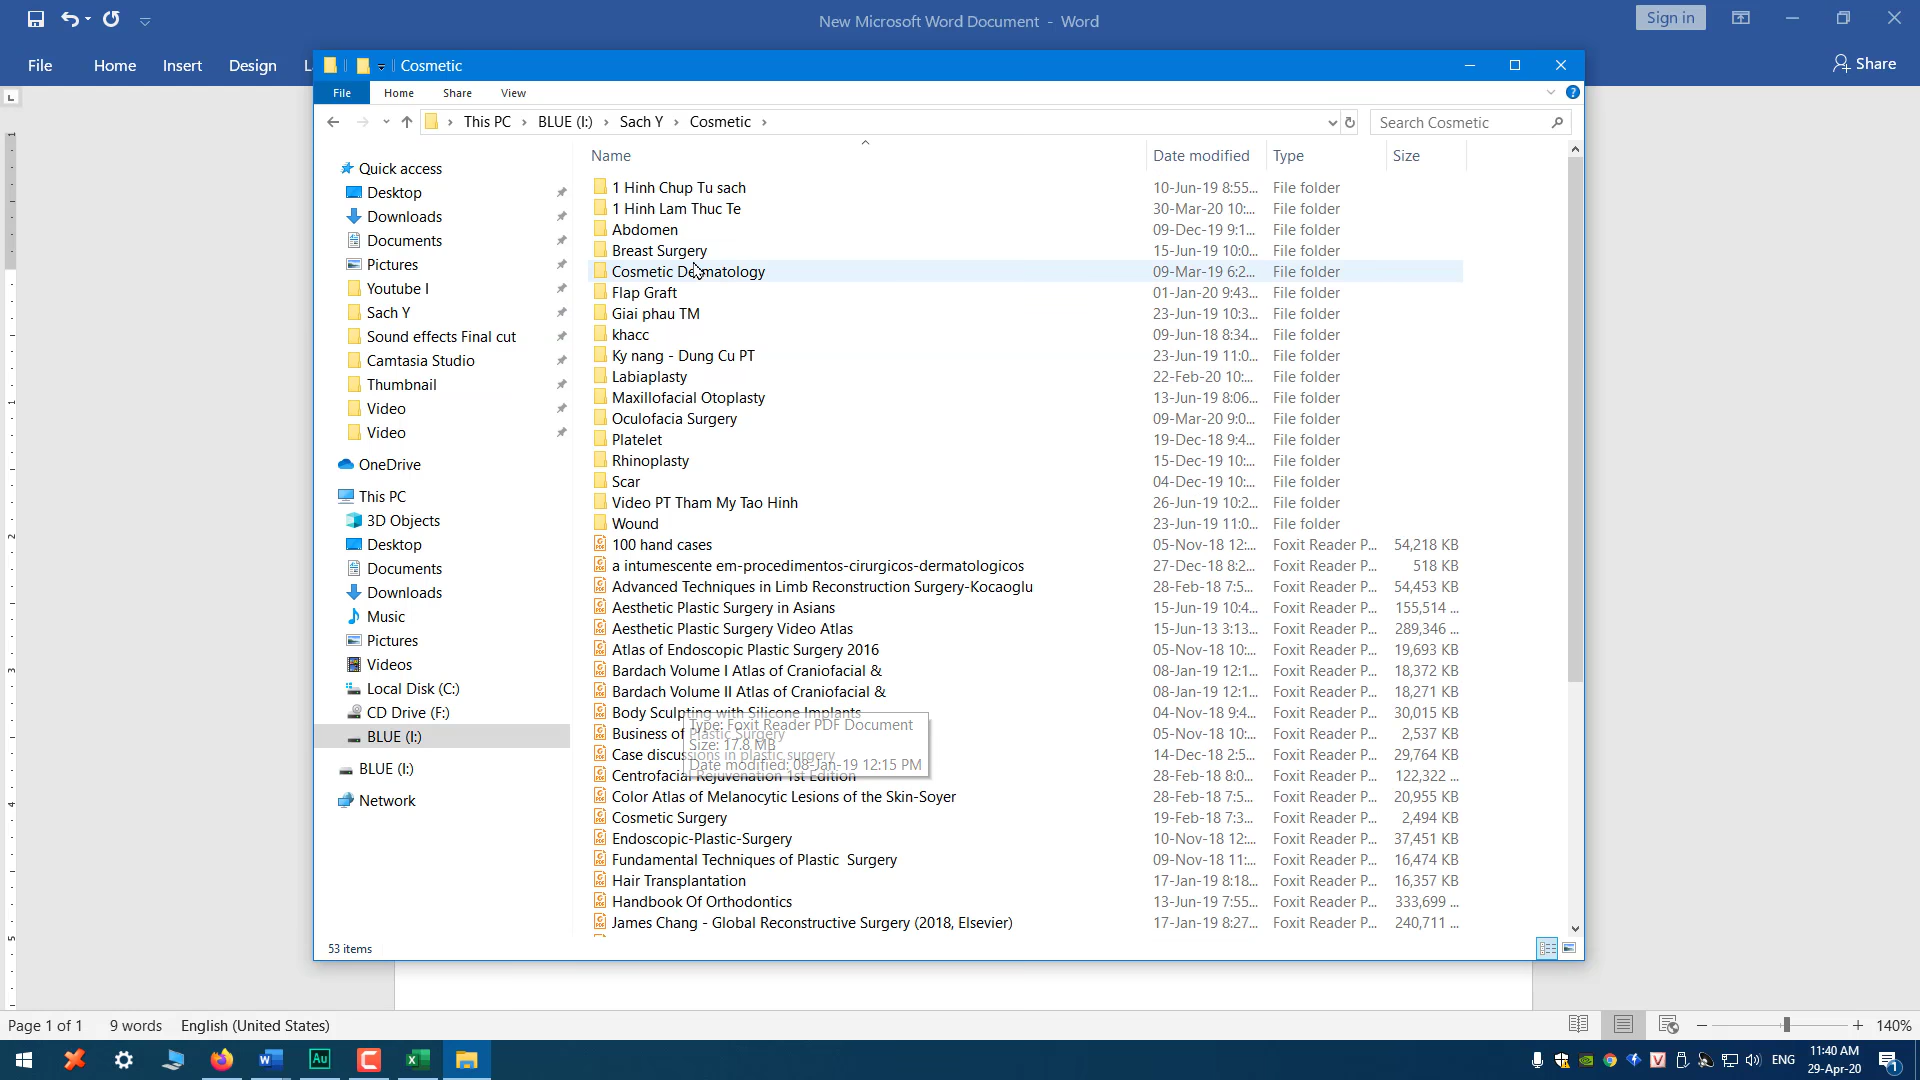 New Microsoft Word Document - Word
Sign in
File Home Insert Design
Share
Cosmetic
File Home Share View
This PC BLUE (I:) Sach Y Cosmetic
Search Cosmetic
Name Date modified Type Size
Quick access
Desktop
Downloads
Documents
Pictures
Youtube I
Sach Y
Sound effects Final cut
Camtasia Studio
Thumbnail
Video
Video
OneDrive
This PC
3D Objects
Desktop
Documents
Downloads
Music
Pictures
Videos
Local Disk (C:)
CD Drive (F:)
BLUE (I:)
BLUE (I:)
Network
1 Hinh Chup Tu sach 10-Jun-19 8:55... File folder
1 Hinh Lam Thuc Te 30-Mar-20 10:... File folder
Abdomen 09-Dec-19 9:1... File folder
Breast Surgery 15-Jun-19 10:0... File folder
Cosmetic Dermatology 09-Mar-19 6:2... File folder
Flap Graft 01-Jan-20 9:43... File folder
Giai phau TM 23-Jun-19 10:3... File folder
khacc 09-Jun-18 8:34... File folder
Ky nang - Dung Cu PT 23-Jun-19 11:0... File folder
Labiaplasty 22-Feb-20 10:... File folder
Maxillofacial Otoplasty 13-Jun-19 8:06... File folder
Oculofacia Surgery 09-Mar-20 9:0... File folder
Platelet 19-Dec-18 9:4... File folder
Rhinoplasty 15-Dec-19 10:... File folder
Scar 04-Dec-19 10:... File folder
Video PT Tham My Tao Hinh 26-Jun-19 10:2... File folder
Wound 23-Jun-19 11:0... File folder
100 hand cases 05-Nov-18 12:... Foxit Reader P... 54,218 KB
a intumescente em-procedimentos-cirurgicos-dermatologicos 27-Dec-18 8:2... Foxit Reader P... 518 KB
Advanced Techniques in Limb Reconstruction Surgery-Kocaoglu 28-Feb-18 7:5... Foxit Reader P... 54,453 KB
Aesthetic Plastic Surgery in Asians 15-Jun-19 10:4... Foxit Reader P... 155,514 ...
Aesthetic Plastic Surgery Video Atlas 15-Jun-13 3:13... Foxit Reader P... 289,346 ...
Atlas of Endoscopic Plastic Surgery 2016 05-Nov-18 10:... Foxit Reader P... 19,693 KB
Bardach Volume I Atlas of Craniofacial & 08-Jan-19 12:1... Foxit Reader P... 18,372 KB
Bardach Volume II Atlas of Craniofacial & 08-Jan-19 12:1... Foxit Reader P... 18,271 KB
Body Sculpting with Silicone Implants 04-Nov-18 9:4... Foxit Reader P... 30,015 KB
Business of Plastic Surgery 05-Nov-18 10:... Foxit Reader P... 2,537 KB
Case discussions in plastic surgery 14-Dec-18 2:5... Foxit Reader P... 29,764 KB
Centrofacial Rejuvenation 1st Edition 28-Feb-18 8:0... Foxit Reader P... 122,322 ...
Color Atlas of Melanocytic Lesions of the Skin-Soyer 28-Feb-18 7:5... Foxit Reader P... 20,955 KB
Cosmetic Surgery 19-Feb-18 7:3... Foxit Reader P... 2,494 KB
Endoscopic-Plastic-Surgery 10-Nov-18 12:... Foxit Reader P... 37,451 KB
Fundamental Techniques of Plastic Surgery 09-Nov-18 11:... Foxit Reader P... 16,474 KB
Hair Transplantation 17-Jan-19 8:18... Foxit Reader P... 16,357 KB
Handbook Of Orthodontics 13-Jun-19 7:55... Foxit Reader P... 333,699 ...
James Chang - Global Reconstructive Surgery (2018, Elsevier) 17-Jan-19 8:27... Foxit Reader P... 240,711 ...
Type: Foxit Reader PDF Document
Size: 17.8 MB
Date modified: 08-Jan-19 12:15 PM
53 items
Page 1 of 1 9 words English (United States)
140%
ENG
11:40 AM
29-Apr-20